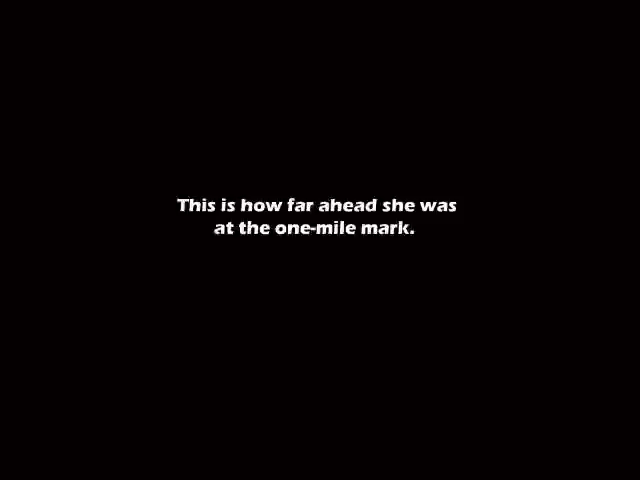 This is how far ahead she was
at the one-mile mark.